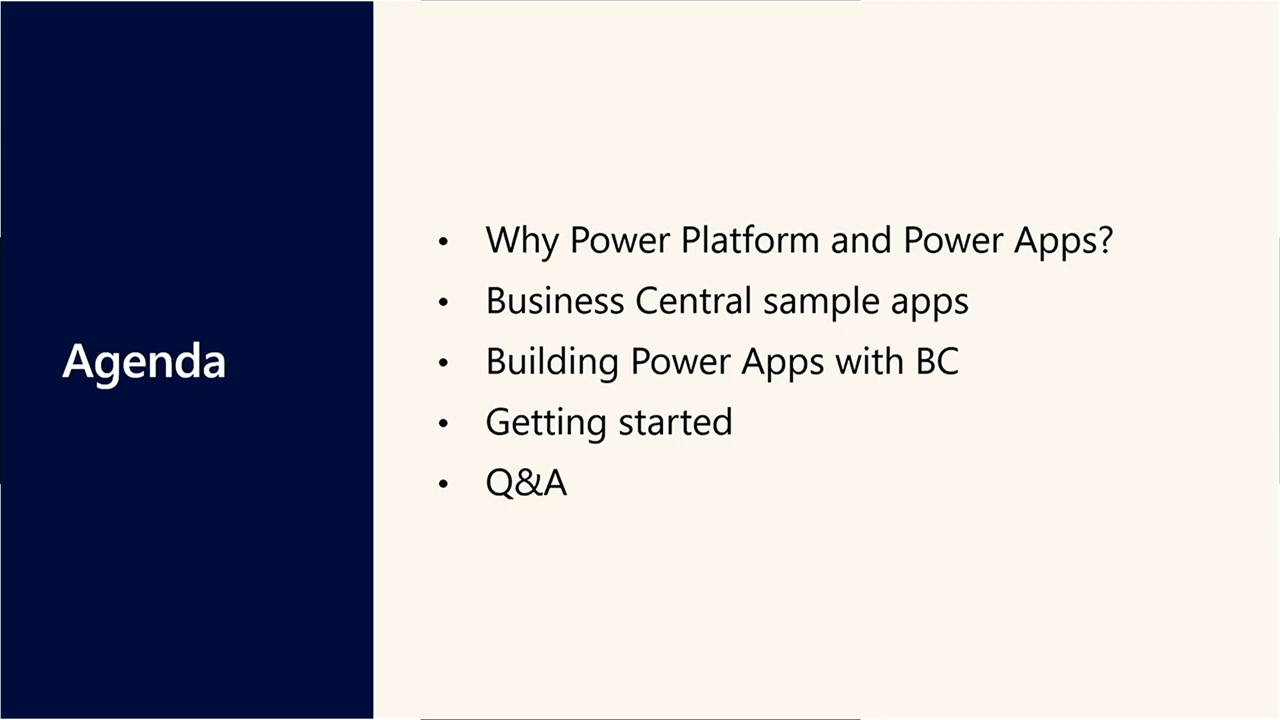 Agenda
• Why Power Platform and Power Apps?
• Business Central sample apps
• Building Power Apps with BC
• Getting started
• Q&A